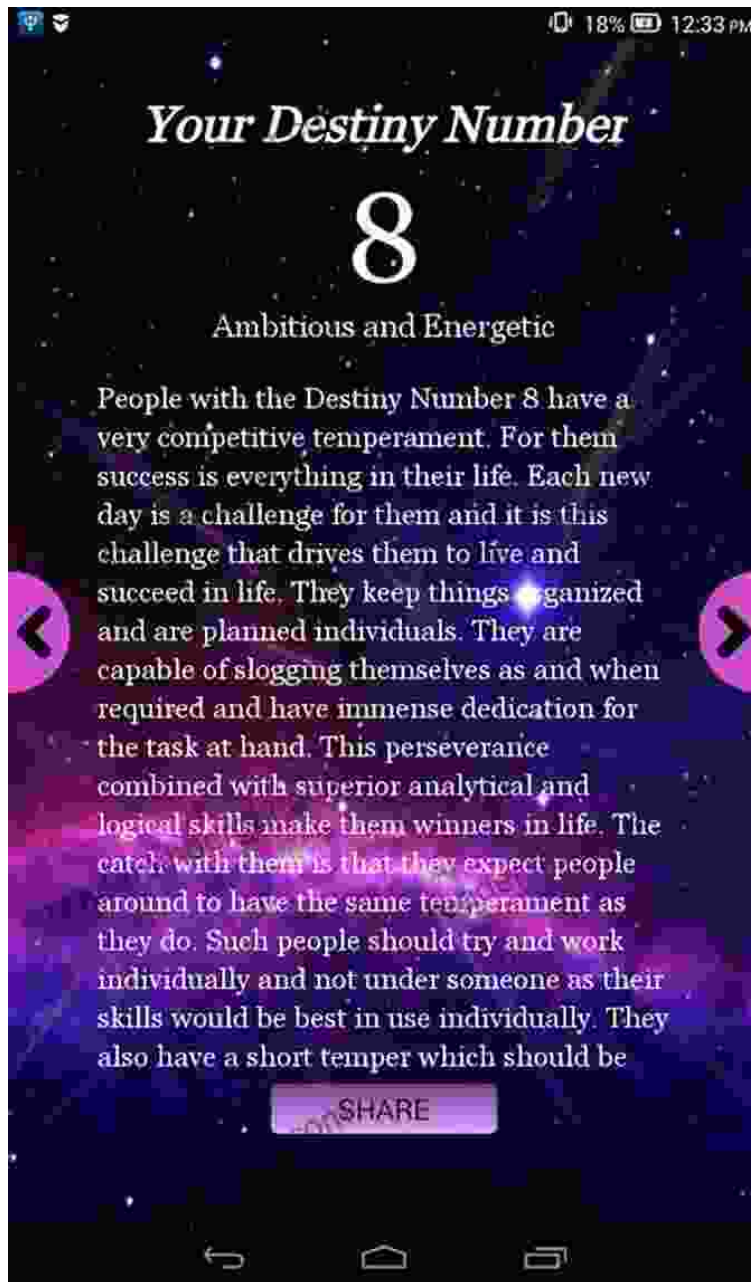 18% 12:33 PM
Your Destiny Number
8
Ambitious and Energetic
People with the Destiny Number 8 have a
very competitive temperament. For them
success is everything in their life. Each new
day is a challenge for them and it is this
challenge that drives them to live and
succeed in life. They keep things organized
and are planned individuals. They are
capable of slogging themselves as and when
required and have immense dedication for
the task at hand. This perseverance
combined with superior analytical and
logical skills make them winners in life. The
catch with them is that they expect people
around to have the same temperament as
they do. Such people should try and work
individually and not under someone as their
skills would be best in use individually. They
also have a short temper which should be
SHARE